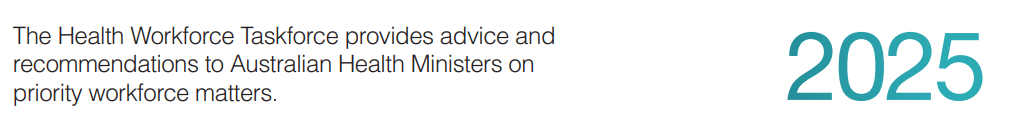 The Health Workforce Taskforce provides advice and
recommendations to Australian Health Ministers on
priority workforce matters.
2025